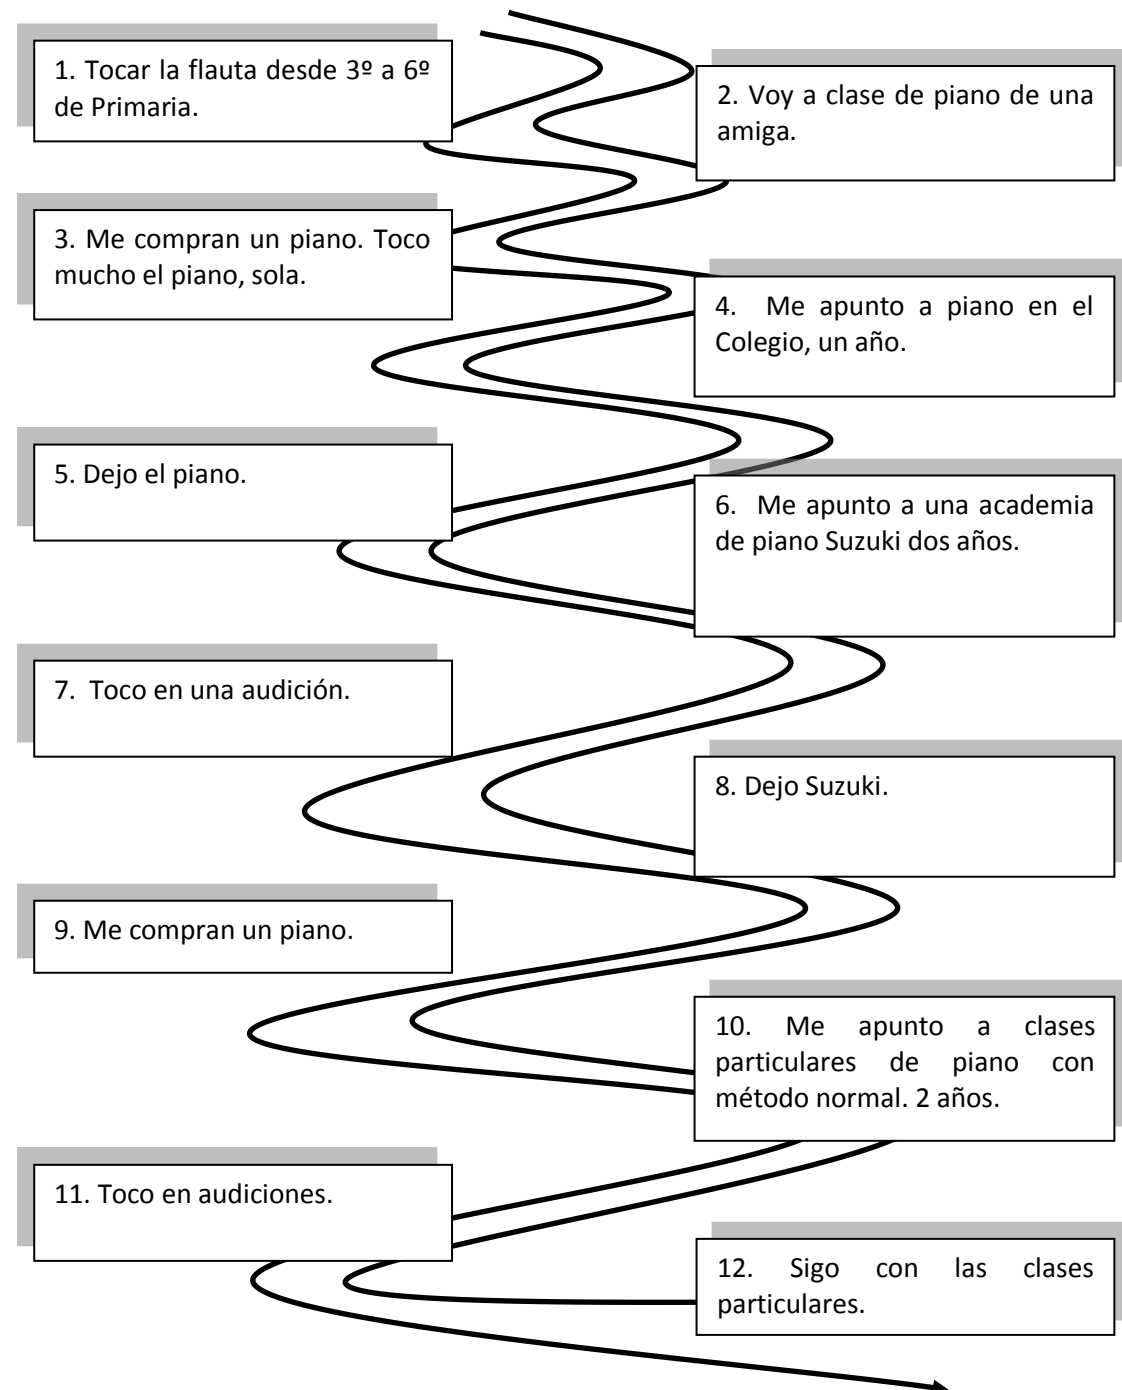 1. Tocar la flauta desde 3º a 6º
de Primaria.
2. Voy a clase de piano de una
amiga.
3. Me compran un piano. Toco
mucho el piano, sola.
4. Me apunto a piano en el
Colegio, un año.
5. Dejo el piano.
6. Me apunto a una academia
de piano Suzuki dos años.
7. Toco en una audición.
8. Dejo Suzuki.
9. Me compran un piano.
10. Me apunto a clases
particulares de piano con
método normal. 2 años.
11. Toco en audiciones.
12. Sigo con las clases
particulares.